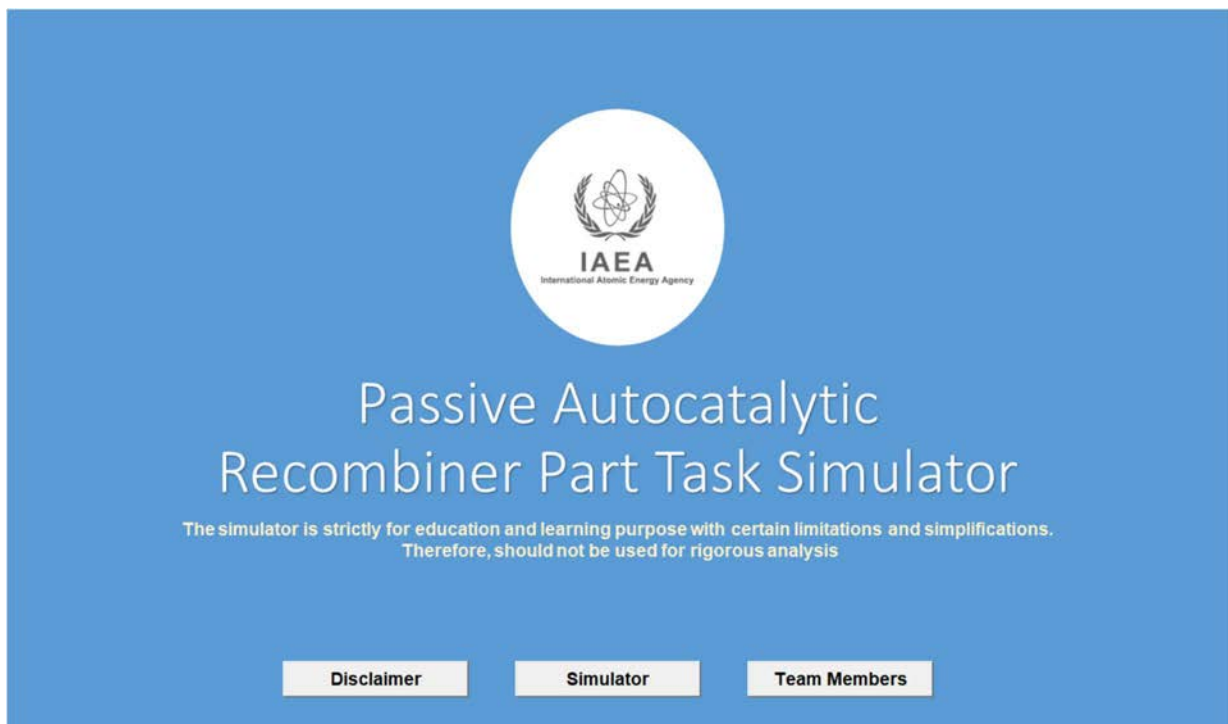 IAEA
International Atomic Energy Agency
Passive Autocatalytic
Recombiner Part Task Simulator
The simulator is strictly for education and learning purpose with certain limitations and simplifications.
Therefore, should not be used for rigorous analysis
Disclaimer
Simulator
Team Members